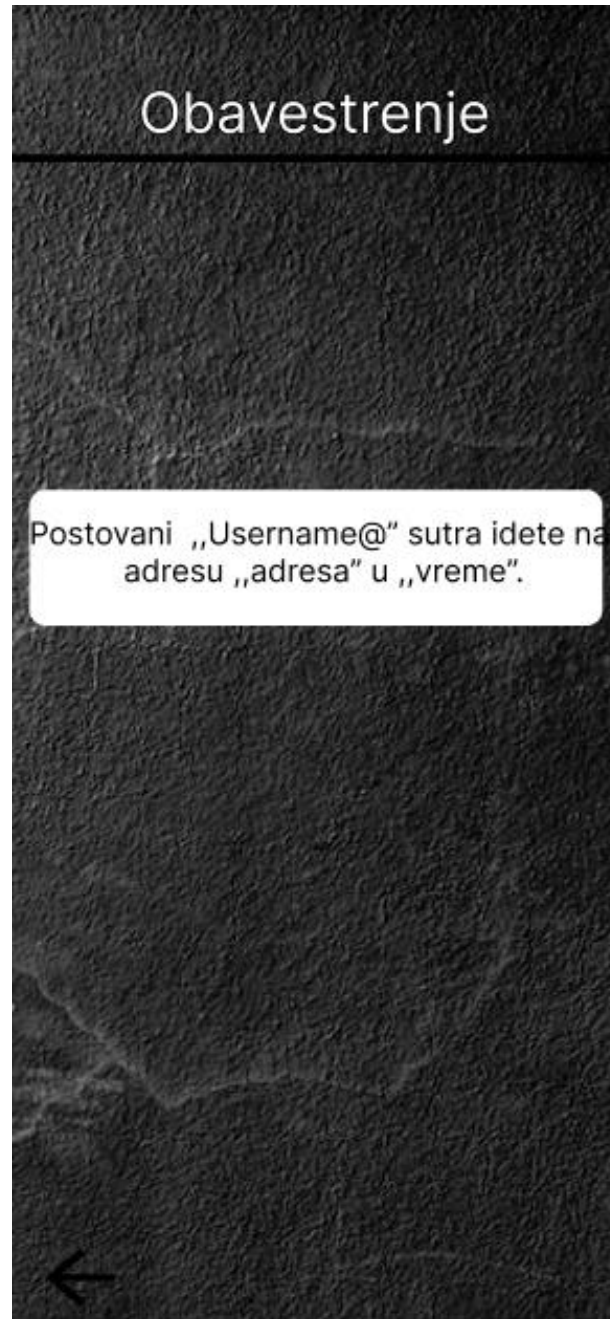 Obavestrenje
Postovani ,,Username@” sutra idete na
adresu ,,adresa” u ,,vreme”.